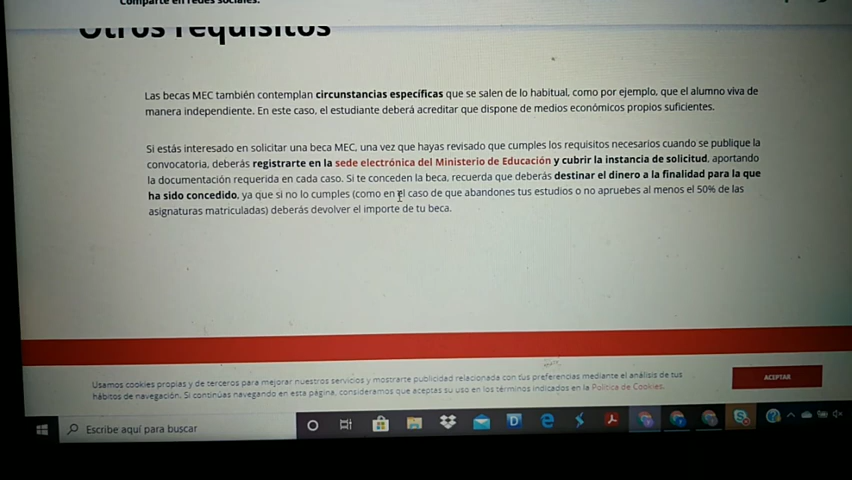 Comparte en redes sociales.
Otros requisitos
Las becas MEC también contemplan circunstancias específicas que se salen de lo habitual, como por ejemplo, que el alumno viva de
manera independiente. En este caso, el estudiante deberá acreditar que dispone de medios económicos propios suficientes.
Si estás interesado en solicitar una beca MEC, una vez que hayas revisado que cumples los requisitos necesarios cuando se publique la
convocatoria, deberás registrarte en la sede electrónica del Ministerio de Educación y cubrir la instancia de solicitud, aportando
la documentación requerida en cada caso. Si te conceden la beca, recuerda que deberás destinar el dinero a la finalidad para la que
ha sido concedido, ya que si no lo cumples (como en el caso de que abandones tus estudios o no apruebes al menos el 50% de las
asignaturas matriculadas) deberás devolver el importe de tu beca.
Usamos cookies propias y de terceros para mejorar nuestros servicios y mostrarte publicidad relacionada con tus preferencias mediante el análisis de tus
hábitos de navegación. Si continúas navegando en esta página, consideramos que aceptas su uso en los términos indicados en la Política de Cookies.
ACEPTAR
Escribe aquí para buscar